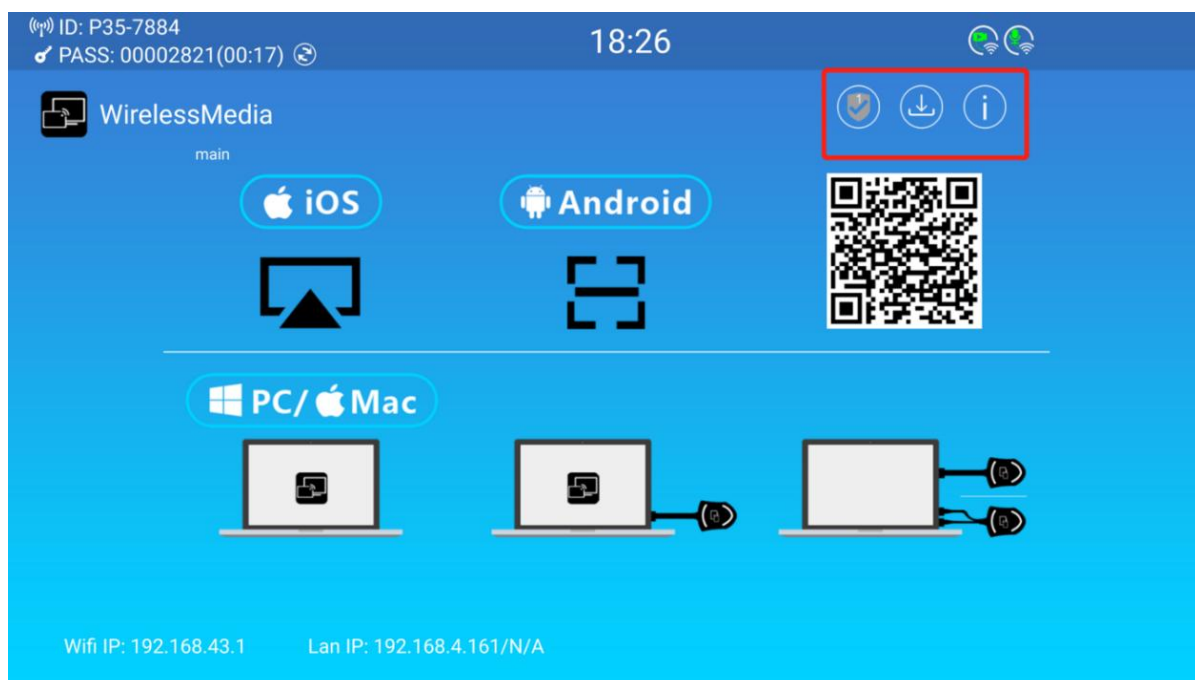 ID: P35-7884
18:26
PASS: 00002821(00:17)
WirelessMedia
1
i
main
iOS
Android
PC/ Mac
Wifi IP: 192.168.43.1
Lan IP: 192.168.4.161/N/A